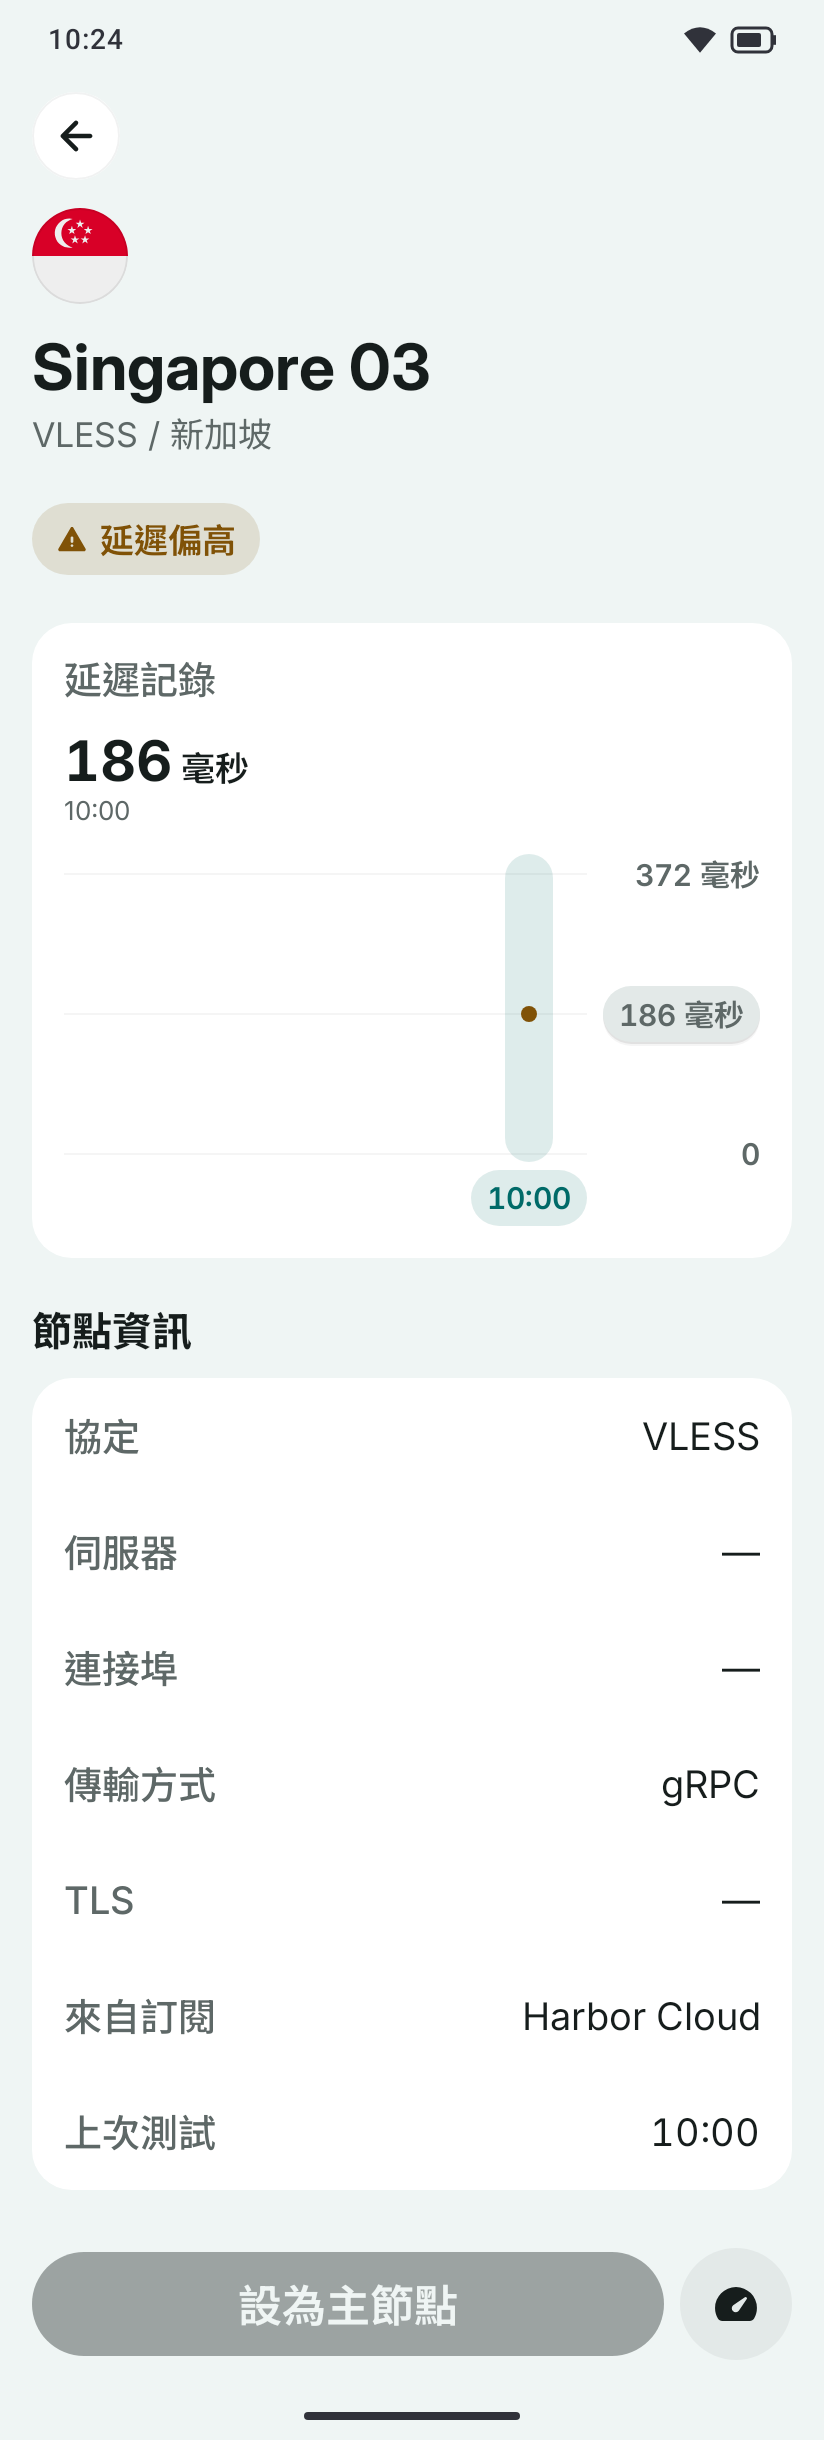 10:24
Singapore 03
VLESS / 新加坡
延遲偏高
延遲記錄
186 毫秒
10:00
372 毫秒
186 毫秒
0
10:00
節點資訊
協定 VLESS
伺服器 —
連接埠 —
傳輸方式 gRPC
TLS —
來自訂閱 Harbor Cloud
上次測試 10:00
設為主節點